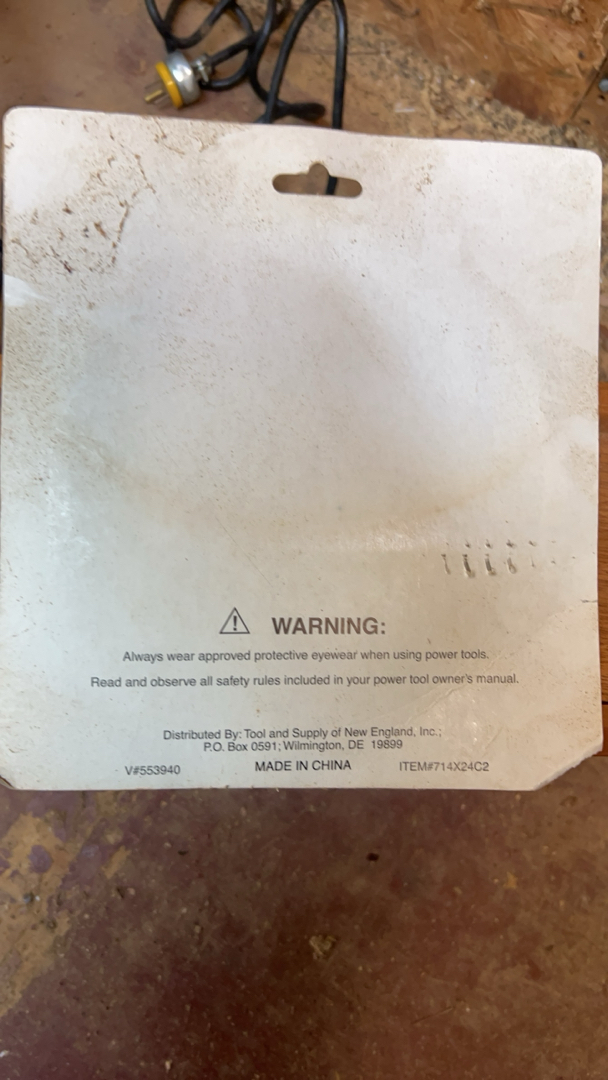 WARNING:
Always wear approved protective eyewear when using power tools.
Read and observe all safety rules included in your power tool owner's manual.
Distributed By: Tool and Supply of New England, Inc.;
P.O. Box 0591; Wilmington, DE 19899
V#553940 MADE IN CHINA ITEM#714X24C2